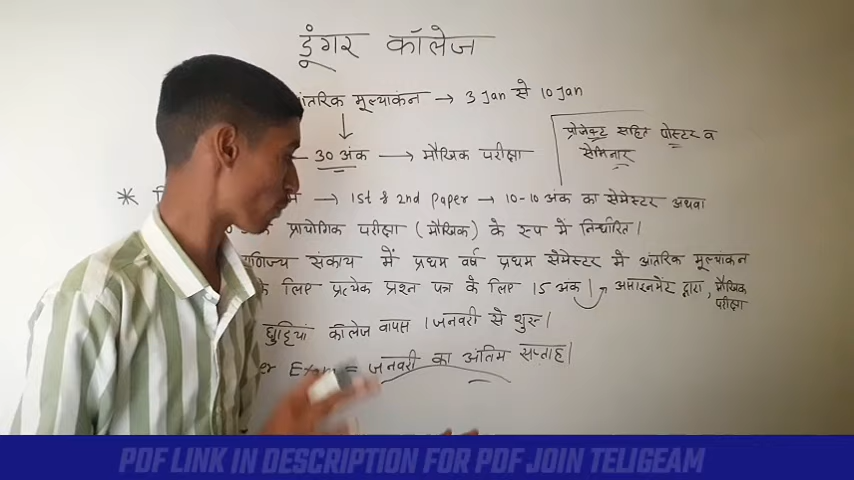 डूंगर कॉलेज
आंतरिक मूल्याकंन → 3 Jan से 10 Jan
30 अंक → मौखिक परीक्षा
प्रोजेक्ट सहित पोस्टर व
सेमिनार
* → 1st & 2nd Paper → 10-10 अंक का सेमेस्टर अथवा
प्रायोगिक परीक्षा (मौखिक) के रुप में निर्धारित।
संकाय में प्रथम वर्ष प्रथम सेमेस्टर में आंतरिक मूल्याकंन
के लिए प्रत्येक प्रश्न पत्र के लिए 15 अंक। असाइनमेंट द्वारा, मौखिक
परीक्षा
छुट्टियां कॉलेज वापस 1 जनवरी से शुरु।
Exam = जनवरी का अंतिम सप्ताह।
PDF LINK IN DESCRIPTION FOR PDF JOIN TELIGEAM